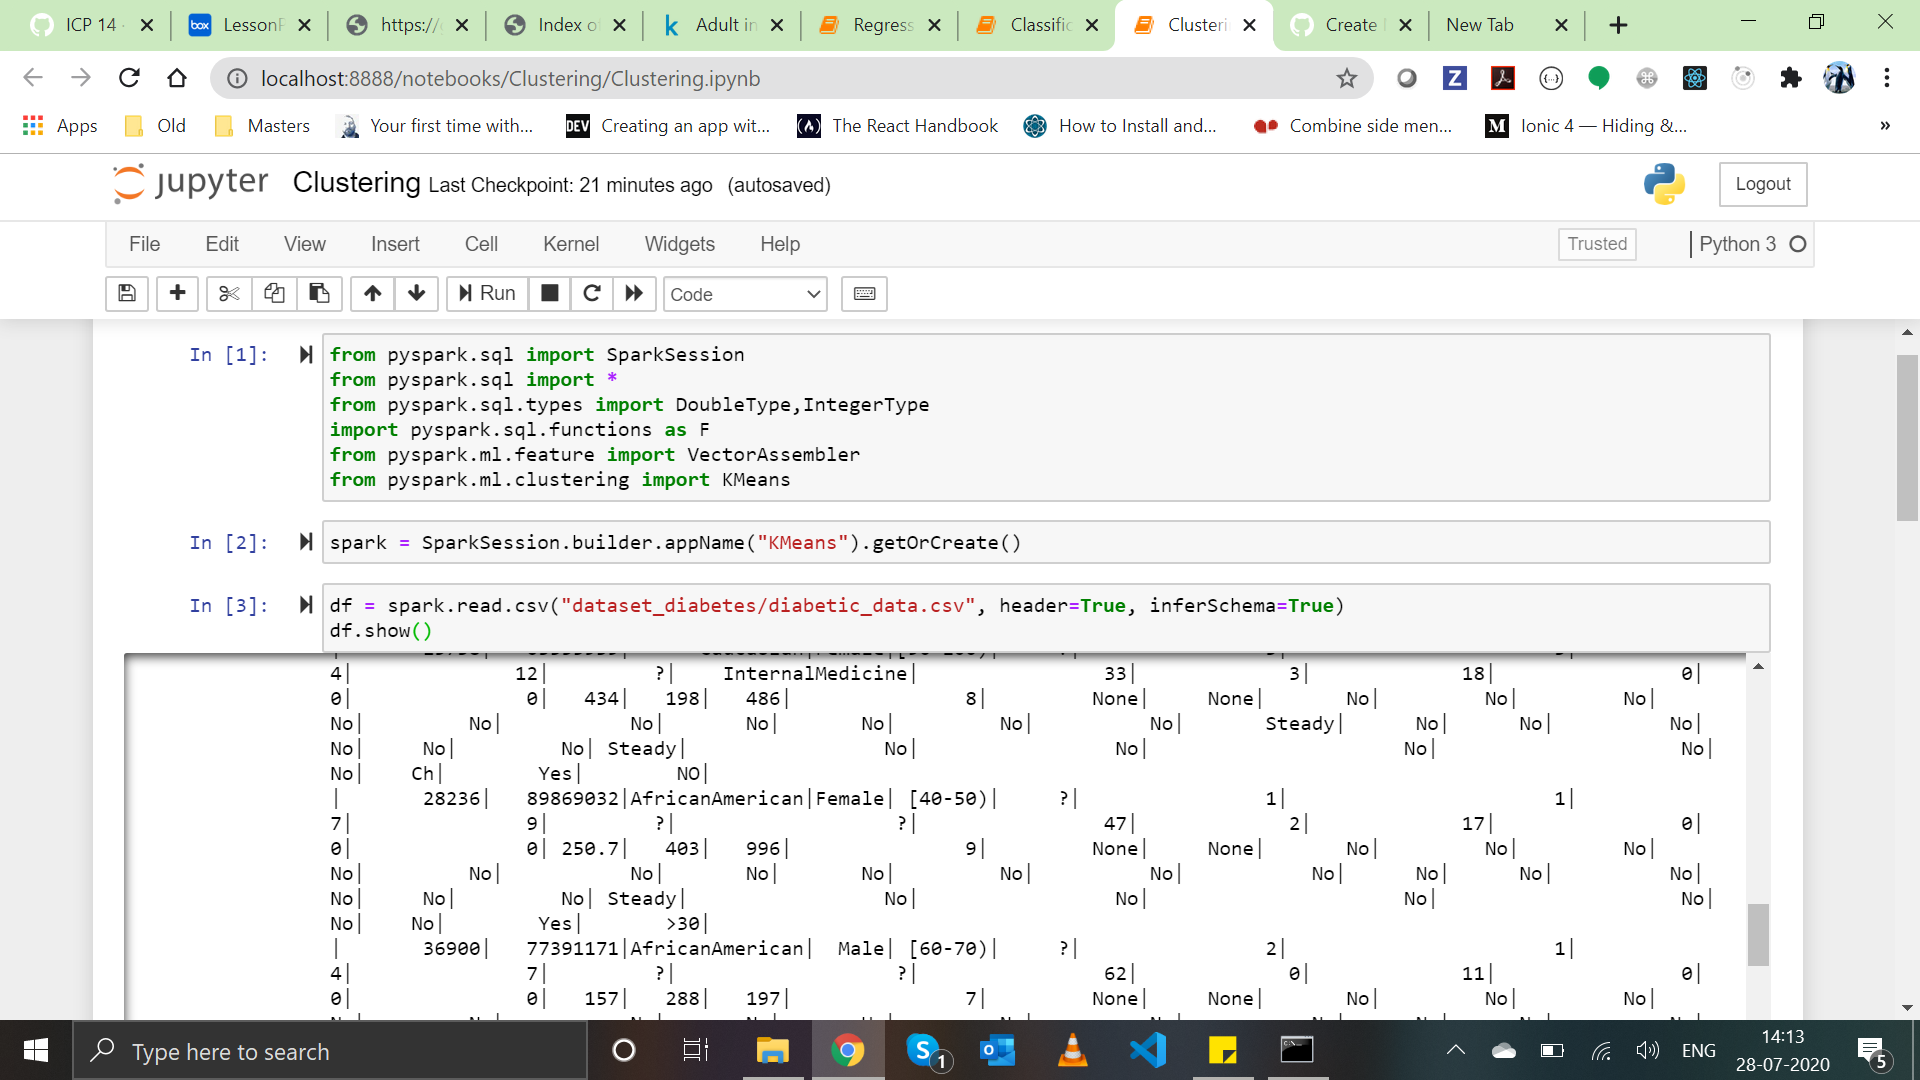 ICP 14
LessonP
https://
Index o
Adult in
Regress
Classific
Clusteri
Create
New Tab
localhost:8888/notebooks/Clustering/Clustering.ipynb
Apps
Old
Masters
Your first time with...
DEV Creating an app wit...
The React Handbook
How to Install and...
Combine side men...
Ionic 4 — Hiding &...
»
jupyter Clustering Last Checkpoint: 21 minutes ago (autosaved)
Logout
File Edit View Insert Cell Kernel Widgets Help
Trusted
Python 3
Run
Code
In [1]:
from pyspark.sql import SparkSession
from pyspark.sql import *
from pyspark.sql.types import DoubleType,IntegerType
import pyspark.sql.functions as F
from pyspark.ml.feature import VectorAssembler
from pyspark.ml.clustering import KMeans
In [2]:
spark = SparkSession.builder.appName("KMeans").getOrCreate()
In [3]:
df = spark.read.csv("dataset_diabetes/diabetic_data.csv", header=True, inferSchema=True)
df.show()
4| 12| ?| InternalMedicine| 33| 3| 18| 0|
0| 0| 434| 198| 486| 8| None| None| No| No| No|
No| No| No| No| No| No| No| Steady| No| No| No|
No| No| No| Steady| No| No| No| No|
No| Ch| Yes| NO|
| 28236| 89869032|AfricanAmerican|Female| [40-50)| ?| 1| 1|
7| 9| ?| ?| 47| 2| 17| 0|
0| 0| 250.7| 403| 996| 9| None| None| No| No| No|
No| No| No| No| No| No| No| No| No| No| No|
No| No| No| Steady| No| No| No| No|
No| No| Yes| >30|
| 36900| 77391171|AfricanAmerican| Male| [60-70)| ?| 2| 1|
4| 7| ?| ?| 62| 0| 11| 0|
0| 0| 157| 288| 197| 7| None| None| No| No| No|
Type here to search
1
ENG
14:13
28-07-2020
5